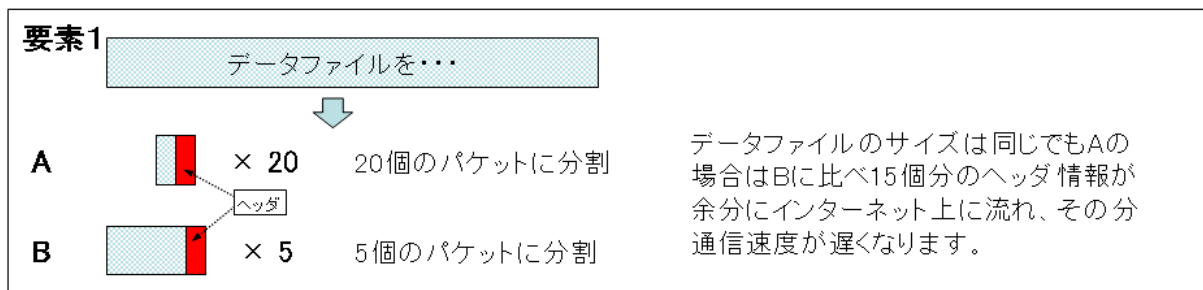 要素1
データファイルを・・・
A
× 20
20個のパケットに分割
ヘッダ
B
× 5
5個のパケットに分割
データファイルのサイズは同じでもAの
場合はBに比べ15個分のヘッダ情報が
余分にインターネット上に流れ、その分
通信速度が遅くなります。